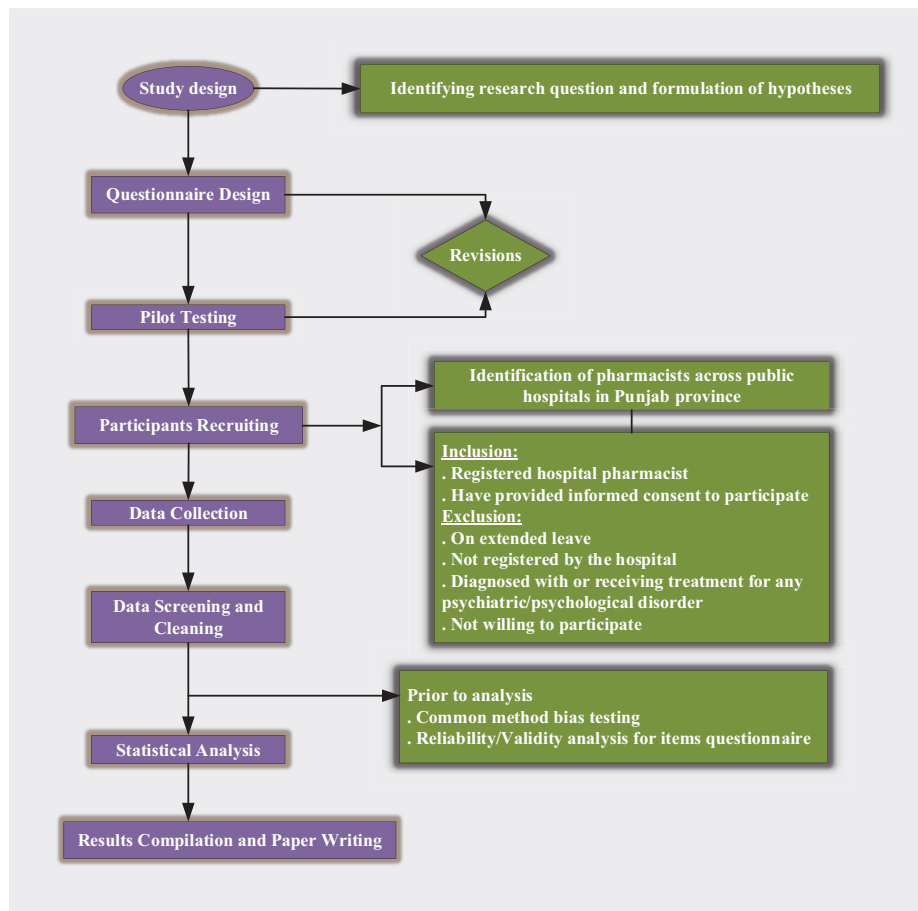 Study design
Identifying research question and formulation of hypotheses
Questionnaire Design
Revisions
Pilot Testing
Identification of pharmacists across public
hospitals in Punjab province
Participants Recruiting
Inclusion:
. Registered hospital pharmacist
. Have provided informed consent to participate
Exclusion:
. On extended leave
. Not registered by the hospital
. Diagnosed with or receiving treatment for any
psychiatric/psychological disorder
. Not willing to participate
Data Collection
Data Screening and
Cleaning
Prior to analysis
. Common method bias testing
. Reliability/Validity analysis for items questionnaire
Statistical Analysis
Results Compilation and Paper Writing